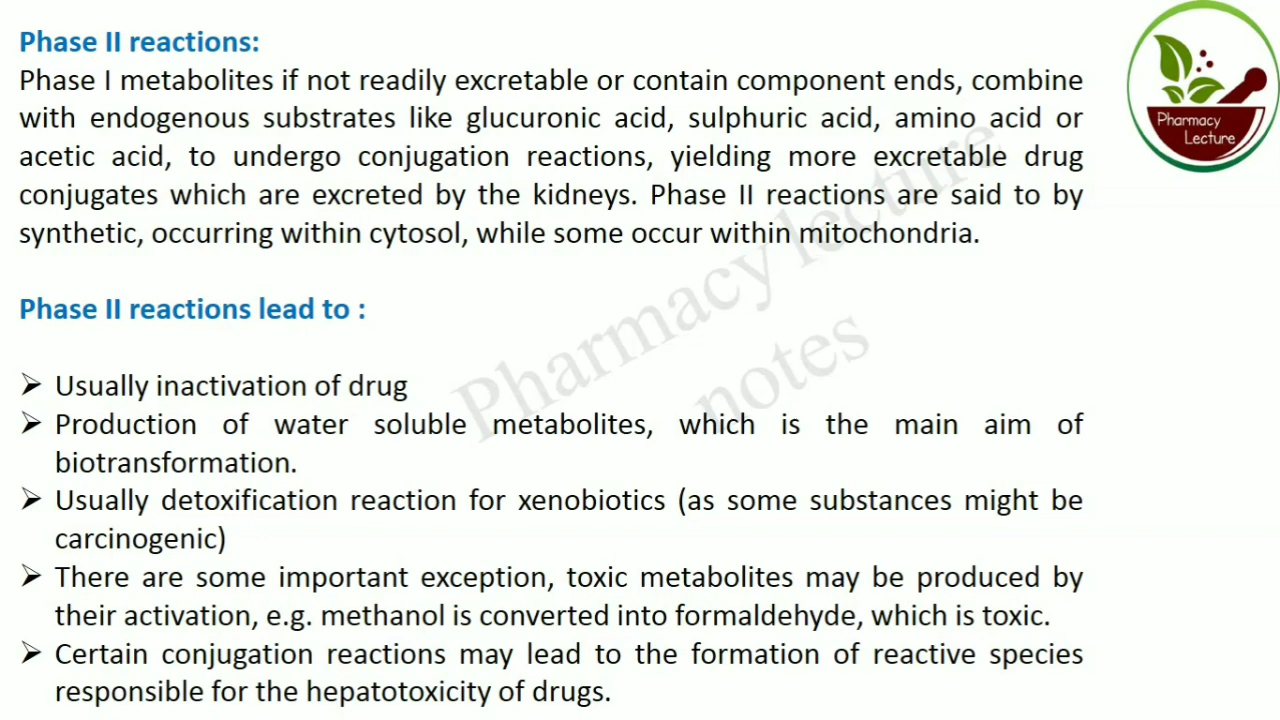 Phase II reactions:
Phase I metabolites if not readily excretable or contain component ends, combine
with endogenous substrates like glucuronic acid, sulphuric acid, amino acid or
acetic acid, to undergo conjugation reactions, yielding more excretable drug
conjugates which are excreted by the kidneys. Phase II reactions are said to by
synthetic, occurring within cytosol, while some occur within mitochondria.
Phase II reactions lead to :
➢ Usually inactivation of drug
➢ Production of water soluble metabolites, which is the main aim of
biotransformation.
➢ Usually detoxification reaction for xenobiotics (as some substances might be
carcinogenic)
➢ There are some important exception, toxic metabolites may be produced by
their activation, e.g. methanol is converted into formaldehyde, which is toxic.
➢ Certain conjugation reactions may lead to the formation of reactive species
responsible for the hepatotoxicity of drugs.
Pharmacy
Lecture
Pharmacy lecture
notes